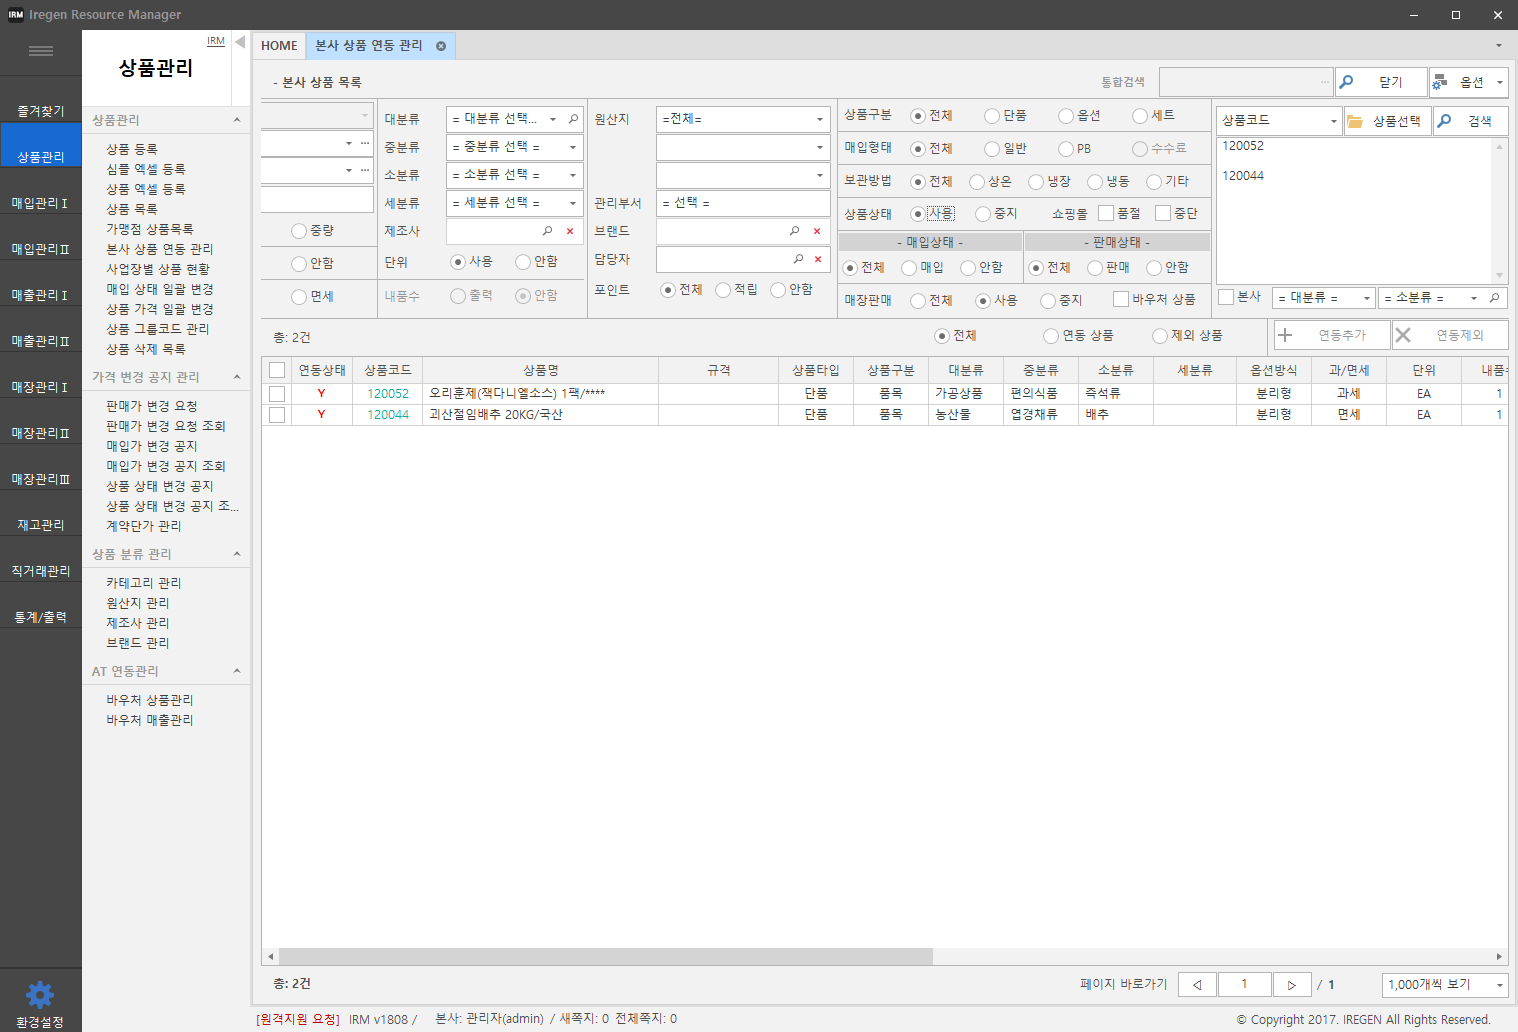 IRM Iregen Resource Manager
즐겨찾기
상품관리
매입관리Ⅰ
매입관리Ⅱ
매출관리Ⅰ
매출관리Ⅱ
매장관리Ⅰ
매장관리Ⅱ
매장관리Ⅲ
재고관리
직거래관리
통계/출력
환경설정
IRM
상품관리
상품관리
상품 등록
심플 엑셀 등록
상품 엑셀 등록
상품 목록
가맹점 상품목록
본사 상품 연동 관리
사업장별 상품 현황
매입 상태 일괄 변경
상품 가격 일괄 변경
상품 그룹코드 관리
상품 삭제 목록
가격 변경 공지 관리
판매가 변경 요청
판매가 변경 요청 조회
매입가 변경 공지
매입가 변경 공지 조회
상품 상태 변경 공지
상품 상태 변경 공지 조...
계약단가 관리
상품 분류 관리
카테고리 관리
원산지 관리
제조사 관리
브랜드 관리
AT 연동관리
바우처 상품관리
바우처 매출관리
HOME 본사 상품 연동 관리
- 본사 상품 목록 통합검색 닫기 옵션
중량
안함
면세
대분류 = 대분류 선택...
중분류 = 중분류 선택 =
소분류 = 소분류 선택 =
세분류 = 세분류 선택 =
제조사
단위 사용 안함
내품수 출력 안함
원산지 =전체=
관리부서 = 선택 =
브랜드
담당자
포인트 전체 적립 안함
상품구분 전체 단품 옵션 세트
매입형태 전체 일반 PB 수수료
보관방법 전체 상온 냉장 냉동 기타
상품상태 사용 중지 쇼핑몰 품절 중단
- 매입상태 - - 판매상태 -
전체 매입 안함 전체 판매 안함
매장판매 전체 사용 중지 바우처 상품
상품코드 상품선택 검색
120052
120044
본사 = 대분류 = = 소분류 =
총: 2건 전체 연동 상품 제외 상품 연동추가 연동제외
연동상태 상품코드 상품명 규격 상품타입 상품구분 대분류 중분류 소분류 세분류 옵션방식 과/면세 단위 내품
Y 120052 오리훈제(잭다니엘소스) 1팩/**** 단품 품목 가공상품 편의식품 즉석류 분리형 과세 EA 1
Y 120044 괴산절임배추 20KG/국산 단품 품목 농산물 엽경채류 배추 분리형 면세 EA 1
총: 2건 페이지 바로가기 1 / 1 1,000개씩 보기
[원격지원 요청] IRM v1808 / 본사: 관리자(admin) / 새쪽지: 0 전체쪽지: 0 © Copyright 2017. IREGEN All Rights Reserved.